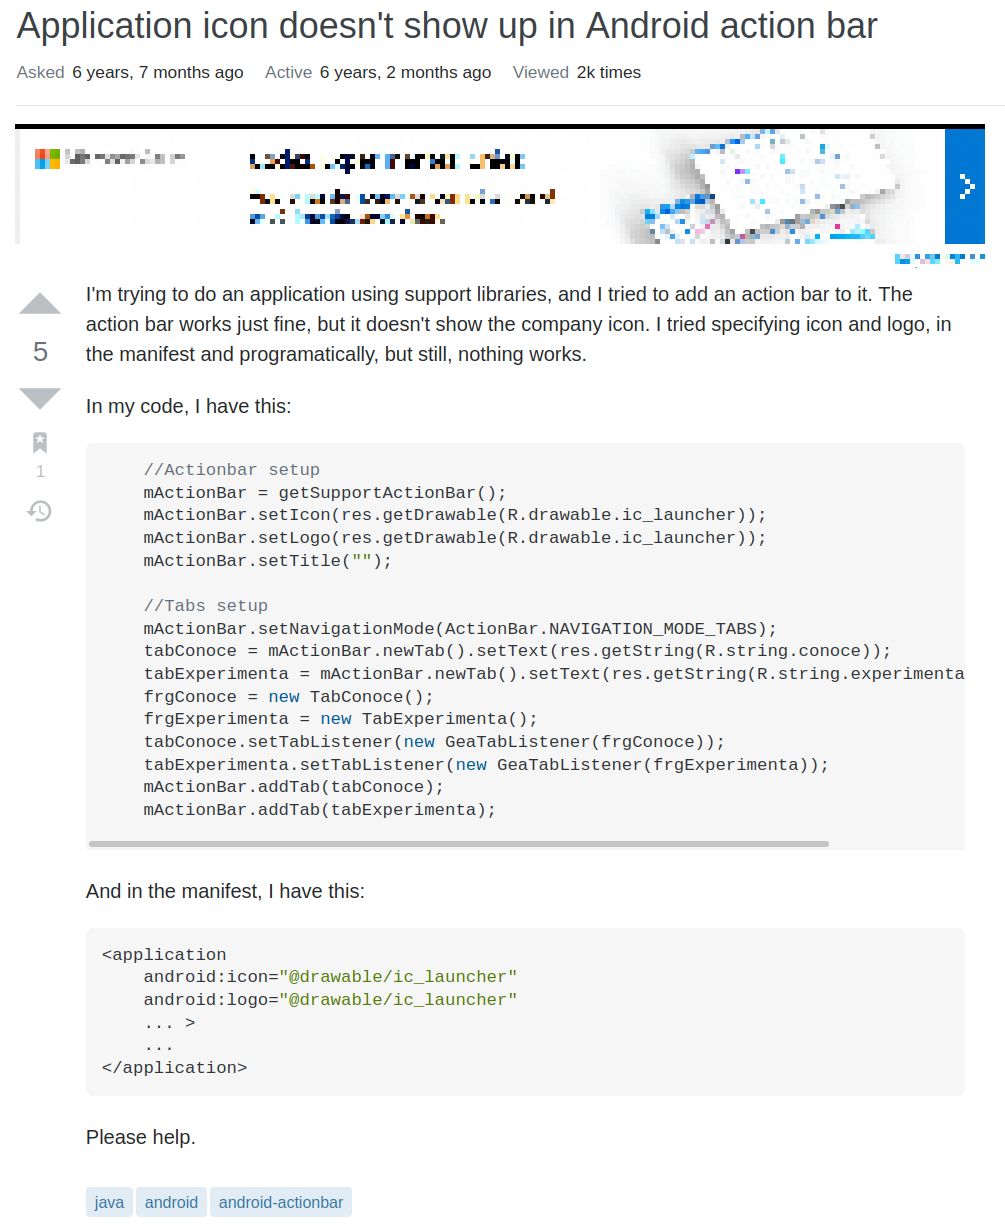 Application icon doesn't show up in Android action bar
Asked 6 years, 7 months ago Active 6 years, 2 months ago Viewed 2k times
I'm trying to do an application using support libraries, and I tried to add an action bar to it. The
action bar works just fine, but it doesn't show the company icon. I tried specifying icon and logo, in
the manifest and programatically, but still, nothing works.
5
In my code, I have this:
1
//Actionbar setup
mActionBar = getSupportActionBar();
mActionBar.setIcon(res.getDrawable(R.drawable.ic_launcher));
mActionBar.setLogo(res.getDrawable(R.drawable.ic_launcher));
mActionBar.setTitle("");
//Tabs setup
mActionBar.setNavigationMode(ActionBar.NAVIGATION_MODE_TABS);
tabConoce = mActionBar.newTab().setText(res.getString(R.string.conoce));
tabExperimenta = mActionBar.newTab().setText(res.getString(R.string.experimenta
frgConoce = new TabConoce();
frgExperimenta = new TabExperimenta();
tabConoce.setTabListener(new GeaTabListener(frgConoce));
tabExperimenta.setTabListener(new GeaTabListener(frgExperimenta));
mActionBar.addTab(tabConoce);
mActionBar.addTab(tabExperimenta);
And in the manifest, I have this:
<application
android:icon="@drawable/ic_launcher"
android:logo="@drawable/ic_launcher"
... >
...
</application>
Please help.
java android android-actionbar